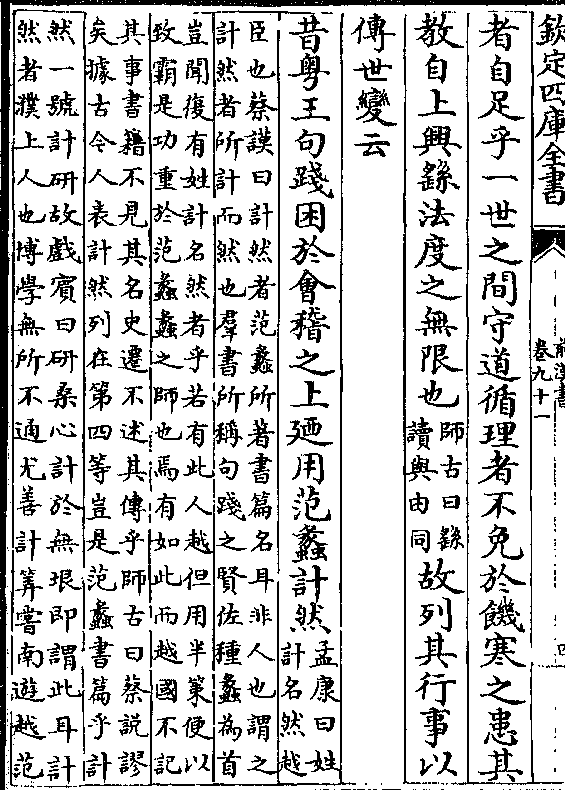 欽定四庫全書
前漢書
卷九十一
者自足乎一世之間守道循理者不免於饑寒之患其
教自上興繇法度之無限也師古曰繇讀與由同故列其行事以
傳世變云
昔粵王句踐困於會稽之上廼用范蠡計然孟康曰姓計名然越
臣也蔡謨曰計然者范蠡所著書篇名耳非人也謂之
計然者所計而然也羣書所稱句踐之賢佐種蠡為首
豈聞復有姓計名然者乎若有此人越但用半策便以
致霸是功重於范蠡蠡之師也焉有如此而越國不記
其事書籍不見其名史遷不述其傳乎師古曰蔡說謬
矣據古今人表計然列在第四等豈是范蠡書篇乎計
然一號計研故戲賓曰研桑心計於無垠即謂此耳計
然者濮上人也博學無所不通尤善計筭嘗南遊越范